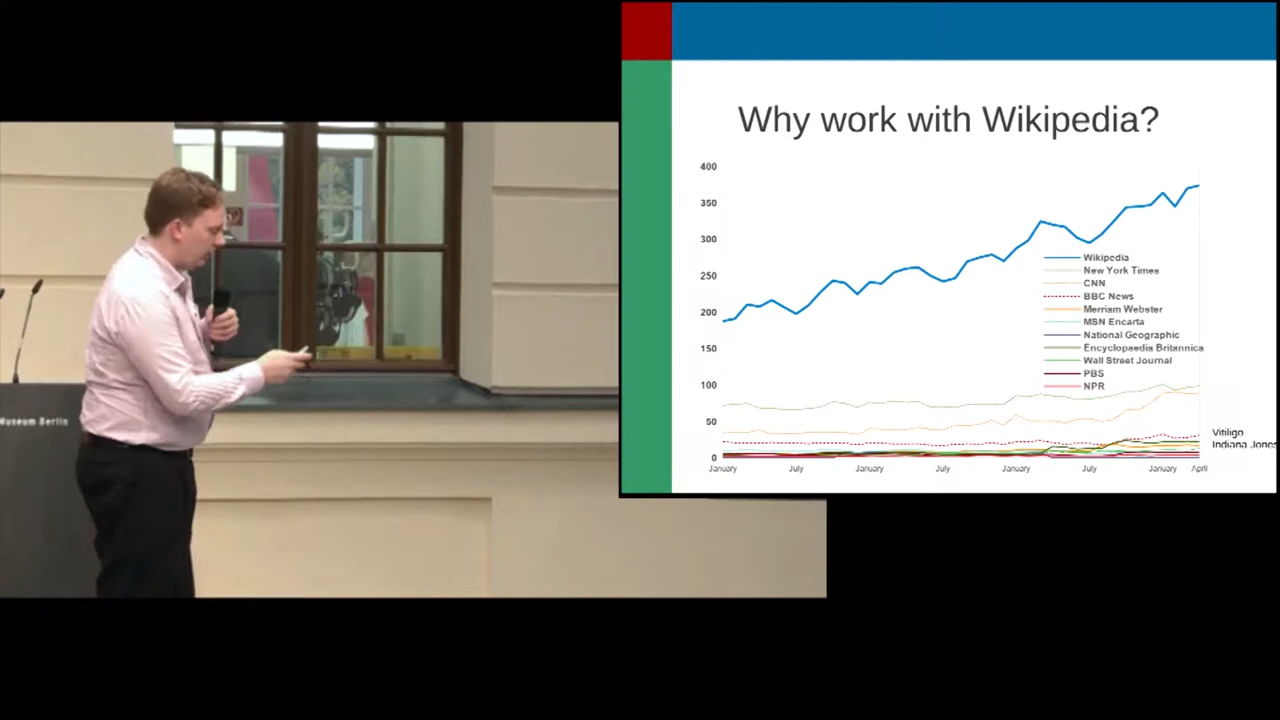 Why work with Wikipedia?
400
350
300
250
200
150
100
50
0
January
July
January
July
January
July
January
April
Wikipedia
New York Times
CNN
BBC News
Merriam Webster
MSN Encarta
National Geographic
Encyclopaedia Britannica
Wall Street Journal
PBS
NPR
Vitiligo
Indiana Jones
Museum Berlin